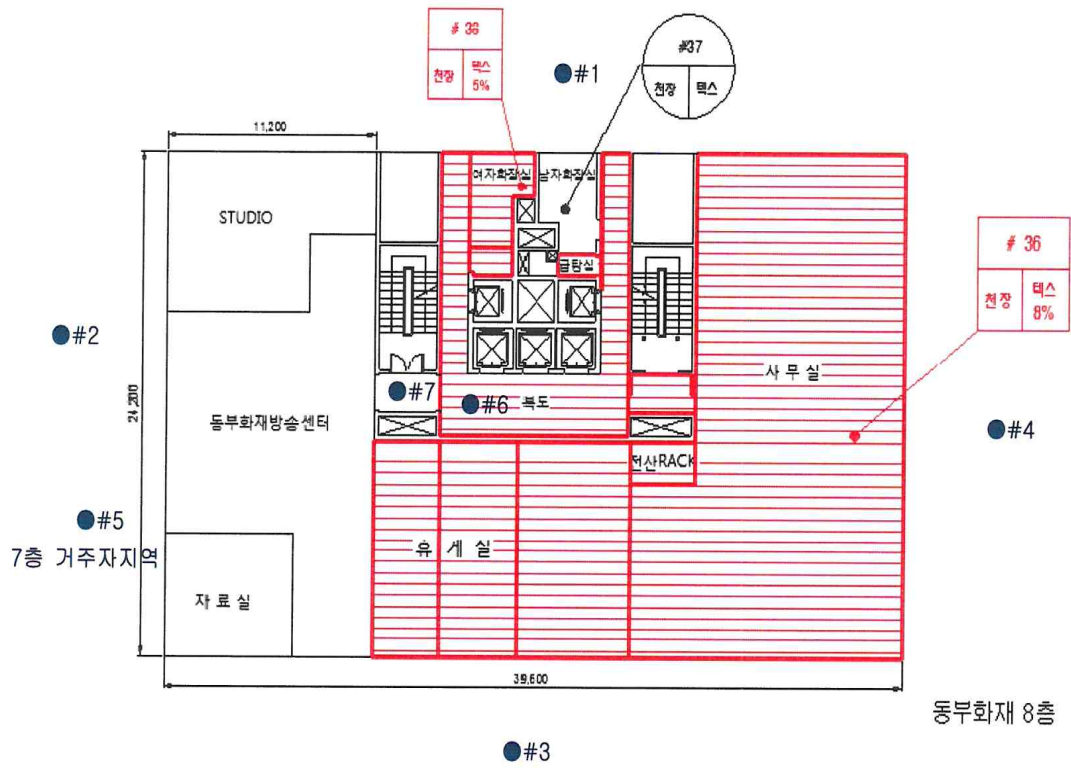 # 38
천장 텍스 5%
#1
#37
천장 텍스
11,200
STUDIO
여자화장실
남자화장실
급탕실
# 36
천장 텍스 8%
#2
사무실
24,200
#7
#6
복도
동부화재방송센터
#4
전산RACK
#5
7층 거주자지역
휴게실
자료실
39,600
동부화재 8층
#3